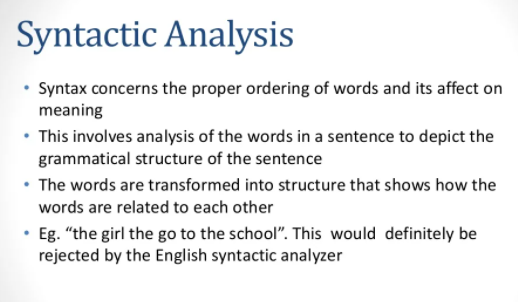 Syntactic Analysis
• Syntax concerns the proper ordering of words and its affect on
meaning
• This involves analysis of the words in a sentence to depict the
grammatical structure of the sentence
• The words are transformed into structure that shows how the
words are related to each other
• Eg. “the girl the go to the school”. This would definitely be
rejected by the English syntactic analyzer